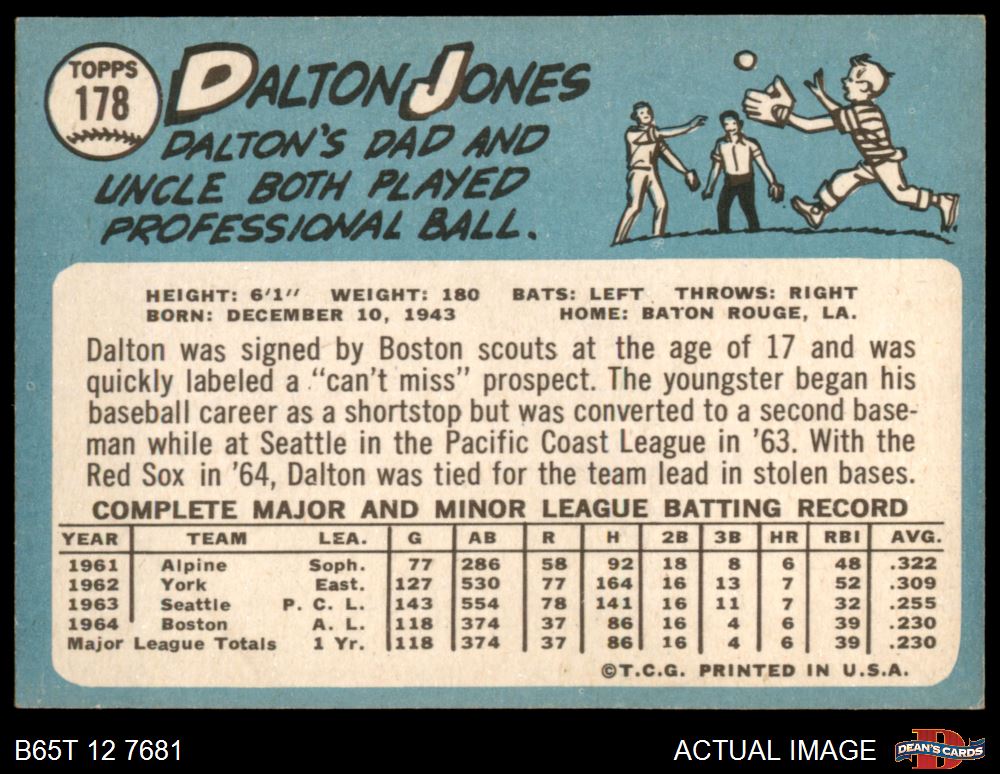 TOPPS
178
DALTON JONES
DALTON'S DAD AND
UNCLE BOTH PLAYED
PROFESSIONAL BALL.
HEIGHT: 6'1" WEIGHT: 180 BATS: LEFT THROWS: RIGHT
BORN: DECEMBER 10, 1943 HOME: BATON ROUGE, LA.
Dalton was signed by Boston scouts at the age of 17 and was
quickly labeled a "can't miss" prospect. The youngster began his
baseball career as a shortstop but was converted to a second base-
man while at Seattle in the Pacific Coast League in '63. With the
Red Sox in '64, Dalton was tied for the team lead in stolen bases.
COMPLETE MAJOR AND MINOR LEAGUE BATTING RECORD
YEAR TEAM LEA. G AB R H 2B 3B HR RBI AVG.
1961 Alpine Soph. 77 286 58 92 18 8 6 48 .322
1962 York East. 127 530 77 164 16 13 7 52 .309
1963 Seattle P. C. L. 143 554 78 141 16 11 7 32 .255
1964 Boston A. L. 118 374 37 86 16 4 6 39 .230
Major League Totals 1 Yr. 118 374 37 86 16 4 6 39 .230
©T.C.G. PRINTED IN U.S.A.
B65T 12 7681
ACTUAL IMAGE
D
DEAN'S CARDS